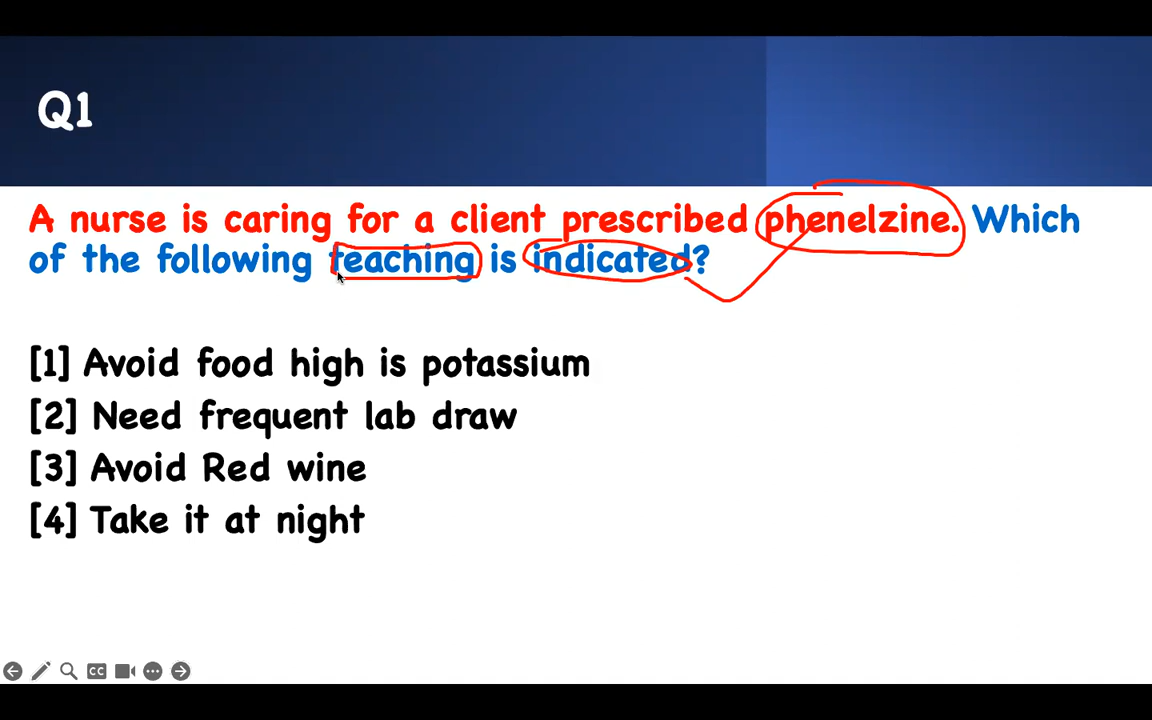 Q1
A nurse is caring for a client prescribed phenelzine. Which
of the following teaching is indicated?
[1] Avoid food high is potassium
[2] Need frequent lab draw
[3] Avoid Red wine
[4] Take it at night
CC